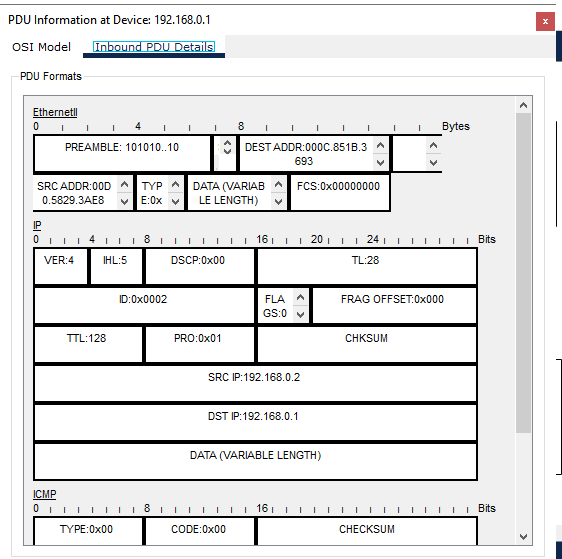 PDU Information at Device: 192.168.0.1
x
OSI Model Inbound PDU Details
PDU Formats
EthernetII
0 4 8 Bytes
PREAMBLE: 101010..10 DEST ADDR:000C.851B.3
693
SRC ADDR:00D TYP DATA (VARIAB FCS:0x00000000
0.5829.3AE8 E:0x LE LENGTH)
IP
0 4 8 16 20 24 Bits
VER:4 IHL:5 DSCP:0x00 TL:28
ID:0x0002 FLA FRAG OFFSET:0x000
GS:0
TTL:128 PRO:0x01 CHKSUM
SRC IP:192.168.0.2
DST IP:192.168.0.1
DATA (VARIABLE LENGTH)
ICMP
0 8 16 Bits
TYPE:0x00 CODE:0x00 CHECKSUM